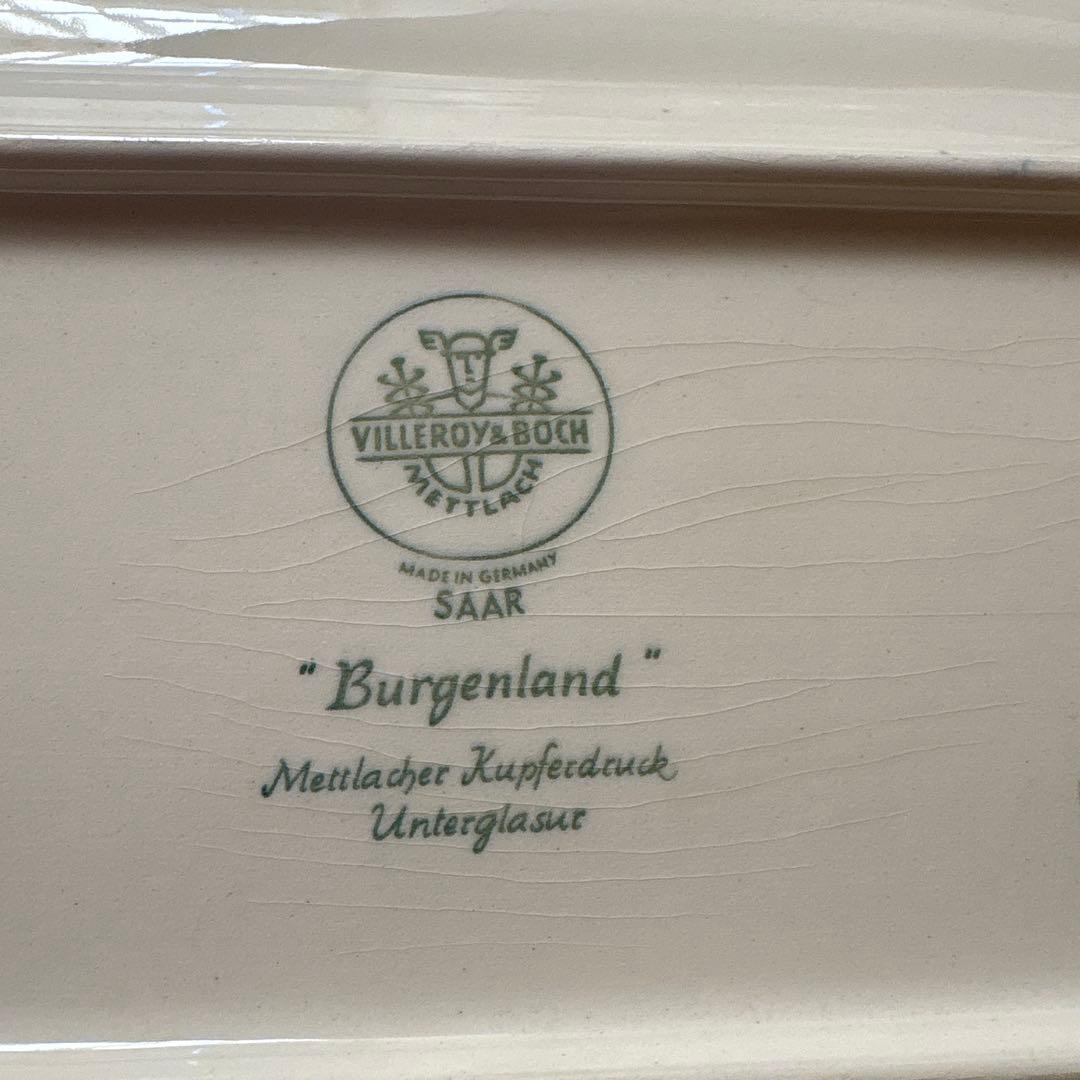 VILLEROY & BOCH
METTLACH
MADE IN GERMANY
SAAR
"Burgenland"
Mettlacher Kupferdruck
Unterglasur